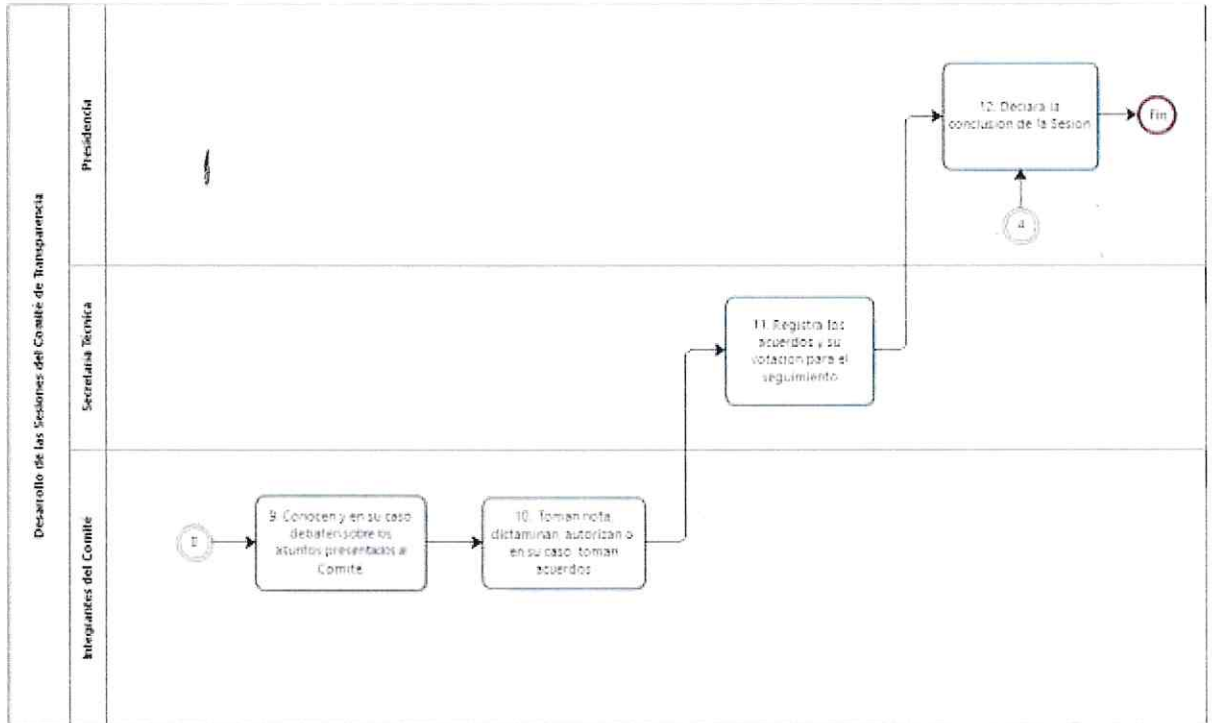 Desarrollo de las Sesiones del Comité de Transparencia
Presidencia
12. Declara la
conclusión de la Sesión
Fin
A
Secretaría Técnica
11. Registra los
acuerdos y su
votación para el
seguimiento
Integrantes del Comité
9. Conocen y en su caso
debaten sobre los
asuntos presentados al
Comité
10. Toman nota,
dictaminan, autorizan o
en su caso, toman
acuerdos